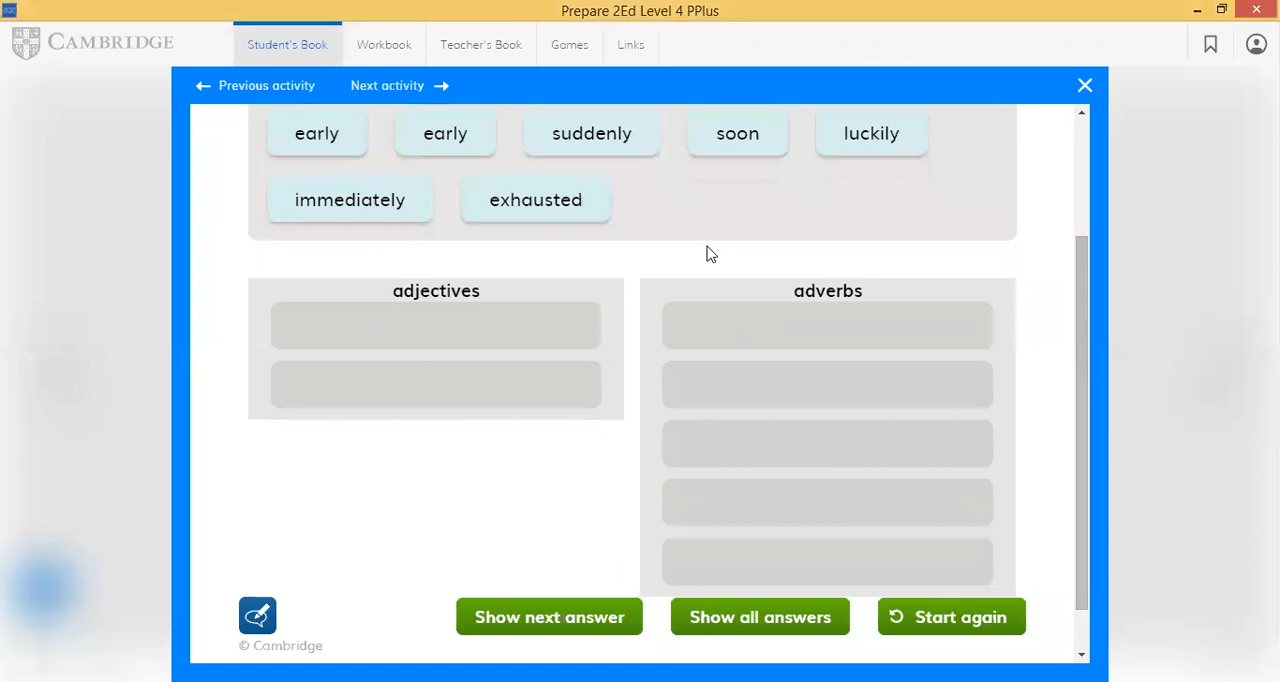 Prepare 2Ed Level 4 PPlus
CAMBRIDGE
Student's Book
Workbook
Teacher's Book
Games
Links
Previous activity
Next activity
early
early
suddenly
soon
luckily
immediately
exhausted
adjectives
adverbs
Show next answer
Show all answers
Start again
© Cambridge